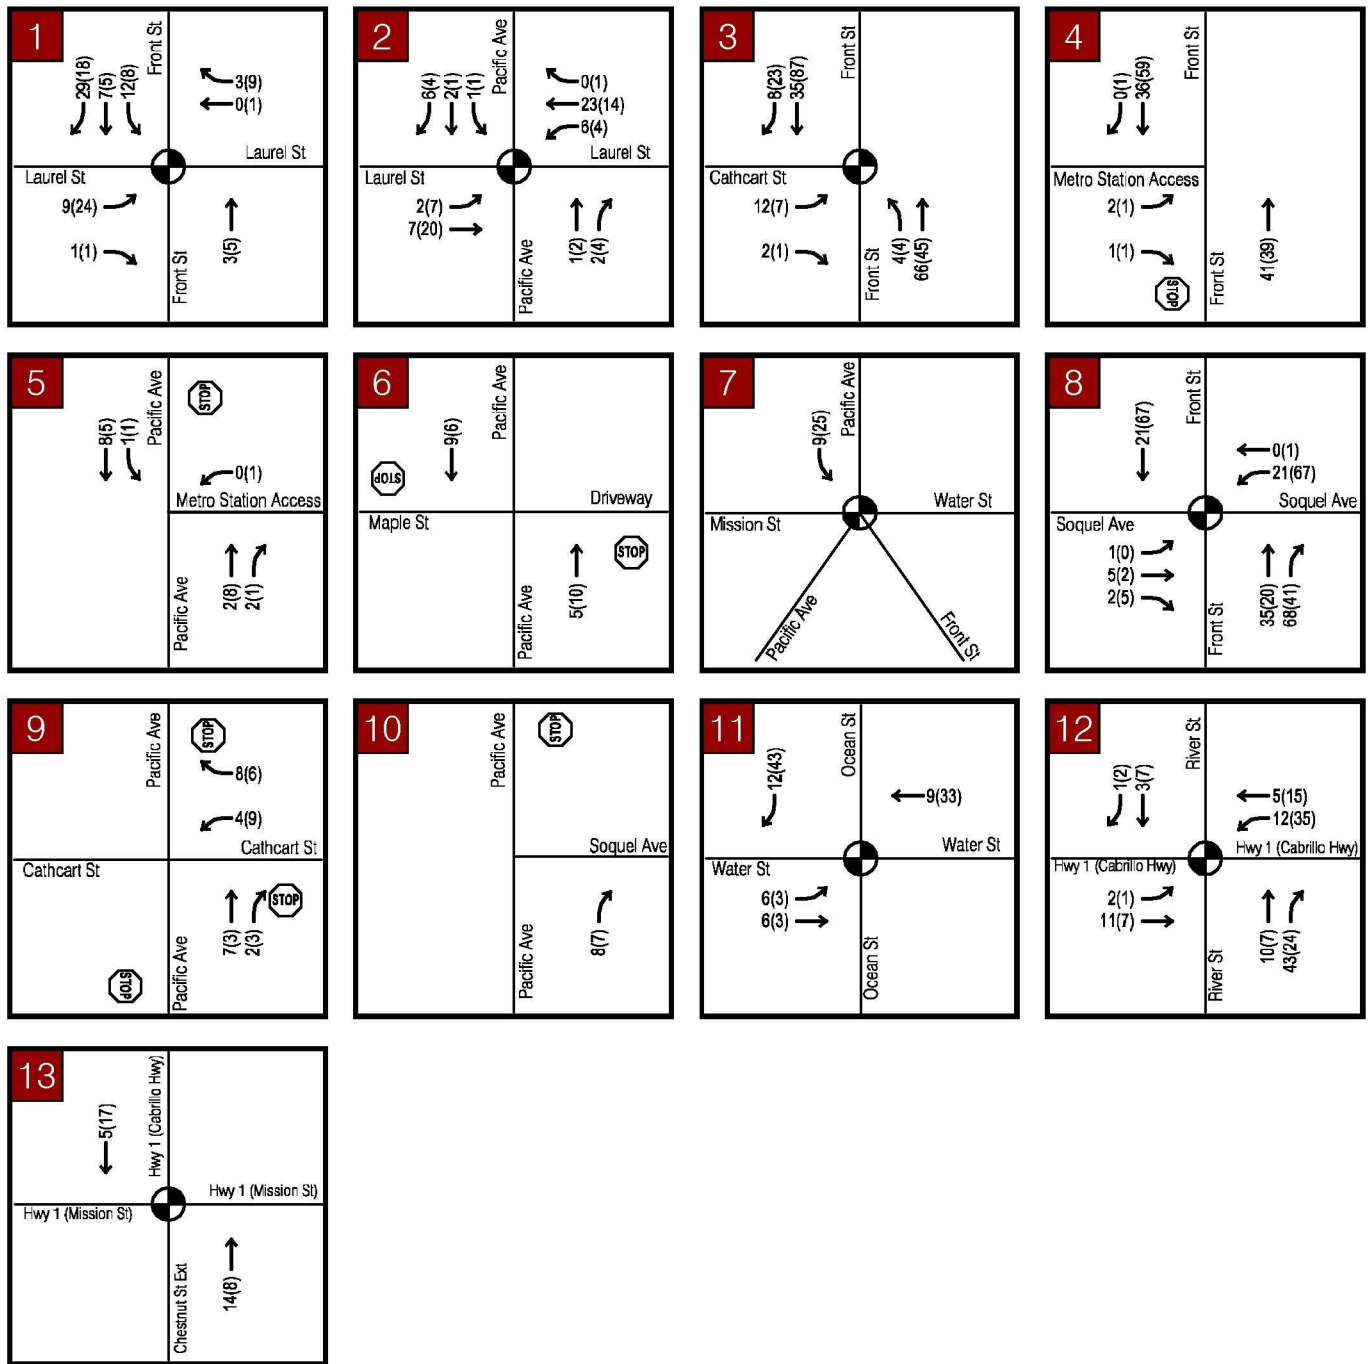 1
Front St
29(18)
7(5)
12(8)
3(9)
0(1)
Laurel St
Laurel St
9(24)
1(1)
Front St
3(5)
2
Pacific Ave
6(4)
2(1)
1(1)
0(1)
23(14)
6(4)
Laurel St
Laurel St
2(7)
7(20)
Pacific Ave
1(2)
2(4)
3
Front St
8(23)
35(87)
Cathcart St
12(7)
2(1)
Front St
4(4)
66(45)
4
Front St
0(1)
36(59)
Metro Station Access
2(1)
1(1)
STOP
Front St
41(39)
5
Pacific Ave
STOP
8(5)
1(1)
0(1)
Metro Station Access
Pacific Ave
2(8)
2(1)
6
Pacific Ave
9(6)
STOP
Driveway
Maple St
Pacific Ave
5(10)
STOP
7
Pacific Ave
9(25)
Water St
Mission St
Pacific Ave
Front St
8
Front St
21(67)
0(1)
21(67)
Soquel Ave
Soquel Ave
1(0)
5(2)
2(5)
Front St
35(20)
68(41)
9
Pacific Ave
STOP
8(6)
4(9)
Cathcart St
Cathcart St
STOP
STOP
Pacific Ave
7(3)
2(3)
10
Pacific Ave
STOP
Soquel Ave
Pacific Ave
8(7)
11
Ocean St
12(43)
9(33)
Water St
Water St
6(3)
6(3)
Ocean St
12
River St
1(2)
3(7)
5(15)
12(35)
Hwy 1 (Cabrillo Hwy)
Hwy 1 (Cabrillo Hwy)
2(1)
11(7)
River St
10(7)
43(24)
13
Hwy 1 (Cabrillo Hwy)
5(17)
Hwy 1 (Mission St)
Hwy 1 (Mission St)
Chestnut St Ext
14(8)